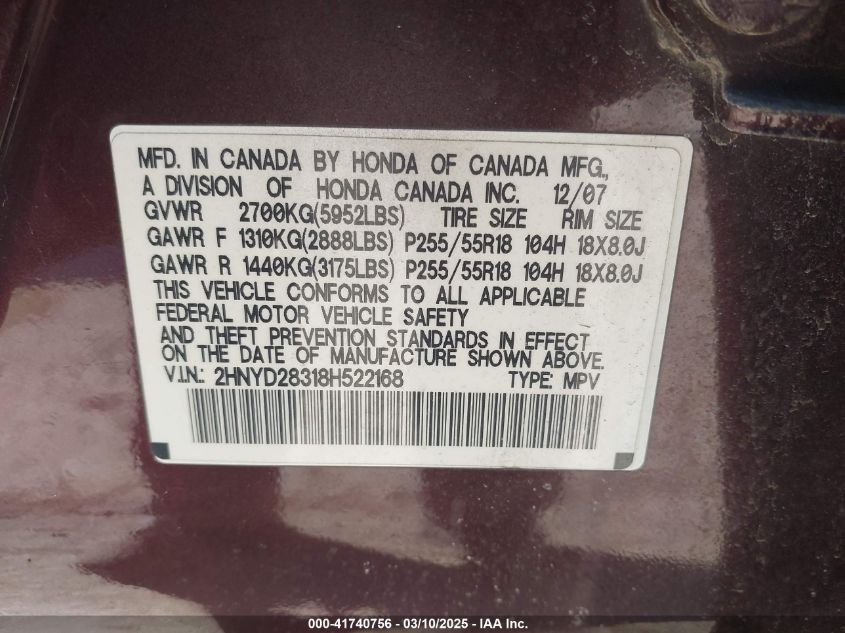 MFD. IN CANADA BY HONDA OF CANADA MFG.,
A DIVISION OF HONDA CANADA INC. 12/07
GVWR 2700KG(5952LBS) TIRE SIZE RIM SIZE
GAWR F 1310KG(2888LBS) P255/55R18 104H 18X8.0J
GAWR R 1440KG(3175LBS) P255/55R18 104H 18X8.0J
THIS VEHICLE CONFORMS TO ALL APPLICABLE
FEDERAL MOTOR VEHICLE SAFETY
AND THEFT PREVENTION STANDARDS IN EFFECT
ON THE DATE OF MANUFACTURE SHOWN ABOVE.
V.I.N.: 2HNYD28318H522168 TYPE: MPV
000-41740756 — 03/10/2025 — IAA Inc.